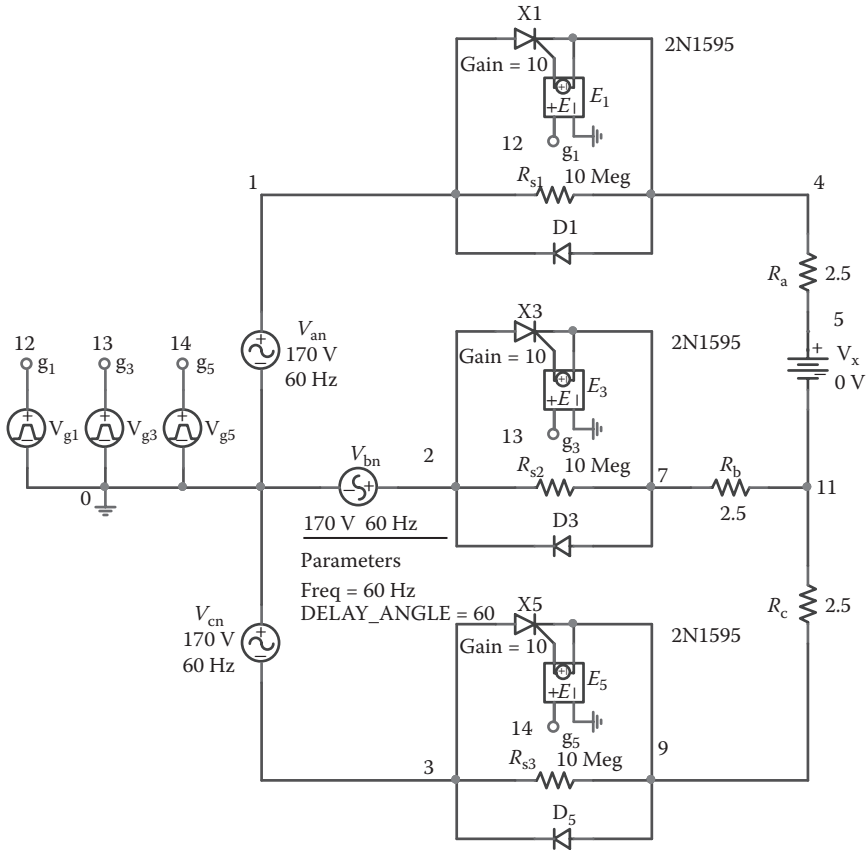 X1
2N1595
Gain = 10
+E− E1
12 g1
Rs1 10 Meg
1
4
D1
Ra 2.5
X3
2N1595
5
12 13 14
g1 g3 g5
Van
170 V
60 Hz
Gain = 10
+E− E3
+ Vx
− 0 V
Vg1 Vg3 Vg5
13 g3
Vbn
2
Rs2 10 Meg
7
Rb
11
0
2.5
170 V 60 Hz
D3
Parameters
Freq = 60 Hz
DELAY_ANGLE = 60
X5
2N1595
Vcn
170 V
60 Hz
Rc 2.5
Gain = 10
+E− E5
14 g5
9
3
Rs3 10 Meg
D5